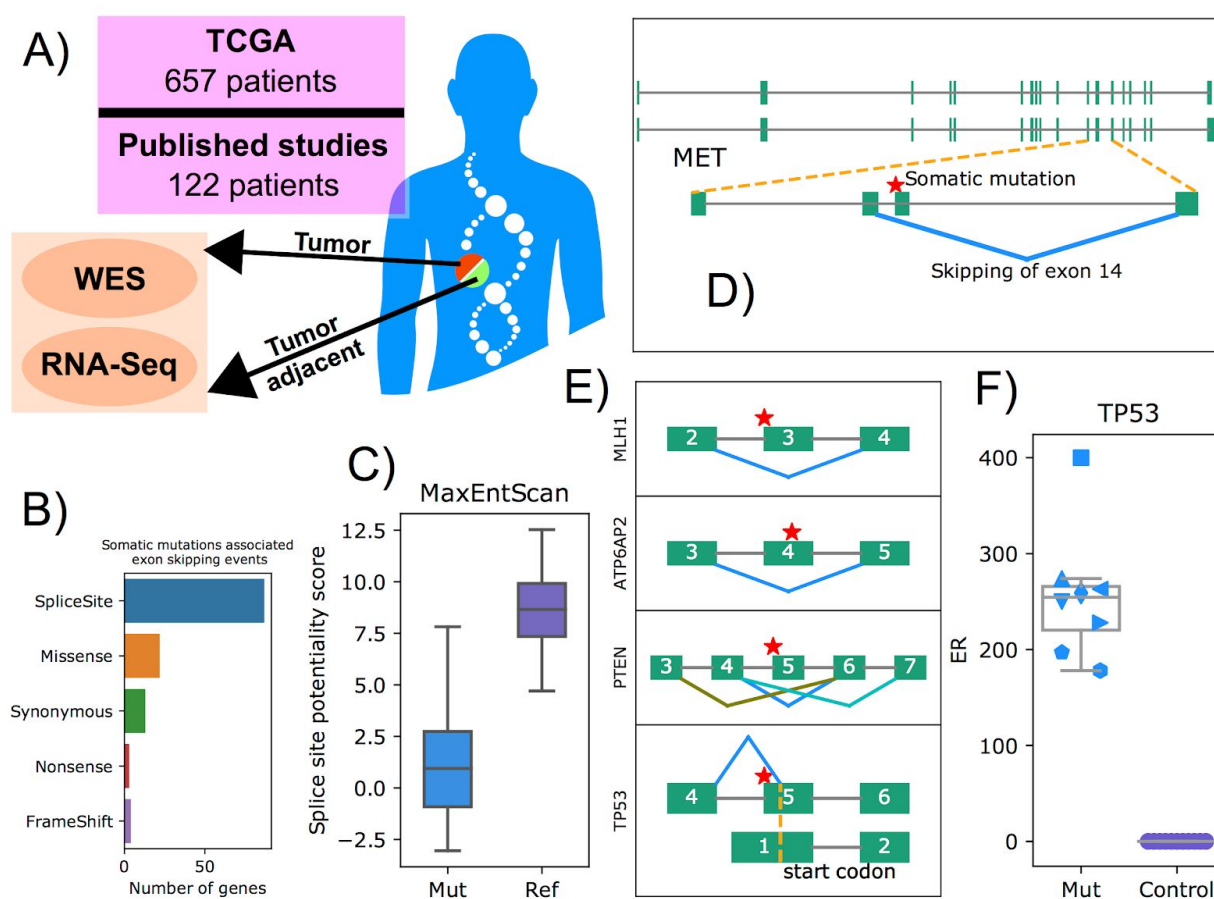 A)
TCGA
657 patients
Published studies
122 patients
WES
RNA-Seq
Tumor
Tumor
adjacent
B)
Somatic mutations associated
exon skipping events
SpliceSite
Missense
Synonymous
Nonsense
FrameShift
0
50
Number of genes
C)
MaxEntScan
Splice site potentiality score
12.5
10.0
7.5
5.0
2.5
0.0
−2.5
Mut
Ref
D)
MET
Somatic mutation
Skipping of exon 14
E)
MLH1
2
3
4
ATP6AP2
3
4
5
PTEN
3
4
5
6
7
TP53
4
5
6
1
2
start codon
F)
TP53
ER
400
300
200
100
0
Mut
Control